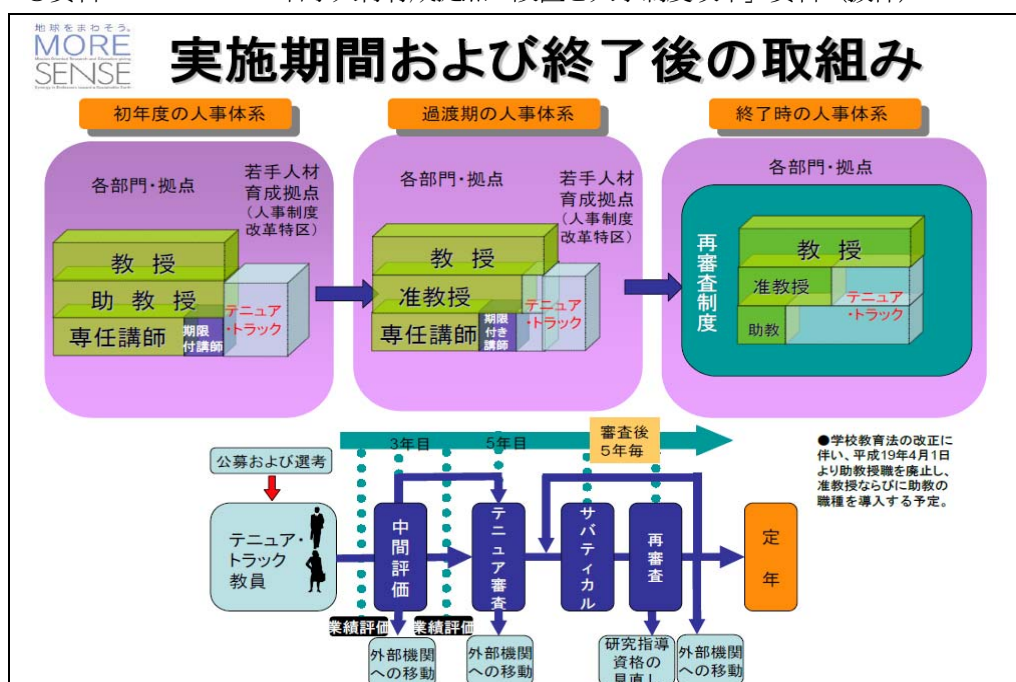 地球をまわそう。
MORE
SENSE
実施期間および終了後の取組み
初年度の人事体系
過渡期の人事体系
終了時の人事体系
各部門・拠点
若手人材
育成拠点
(人事制度
改革特区)
教 授
助 教 授
専任講師
期限
付講師
テニュア
・トラック
各部門・拠点
若手人材
育成拠点
(人事制度
改革特区)
教 授
准教授
専任講師
期限
付き
講師
テニュア
・トラック
各部門・拠点
再審査制度
教 授
准教授
助教
テニュア
・トラック
3年目
5年目
審査後
5年毎
●学校教育法の改正に
伴い、平成19年4月1日
より助教授職を廃止し、
准教授ならびに助教の
職種を導入する予定。
公募および選考
テニュア・
トラック
教員
中間評価
テニュア審査
サバティカル
再審査
定年
業績評価
業績評価
外部機関
への移動
外部機関
への移動
研究指導
資格の
見直し
外部機関
への移動